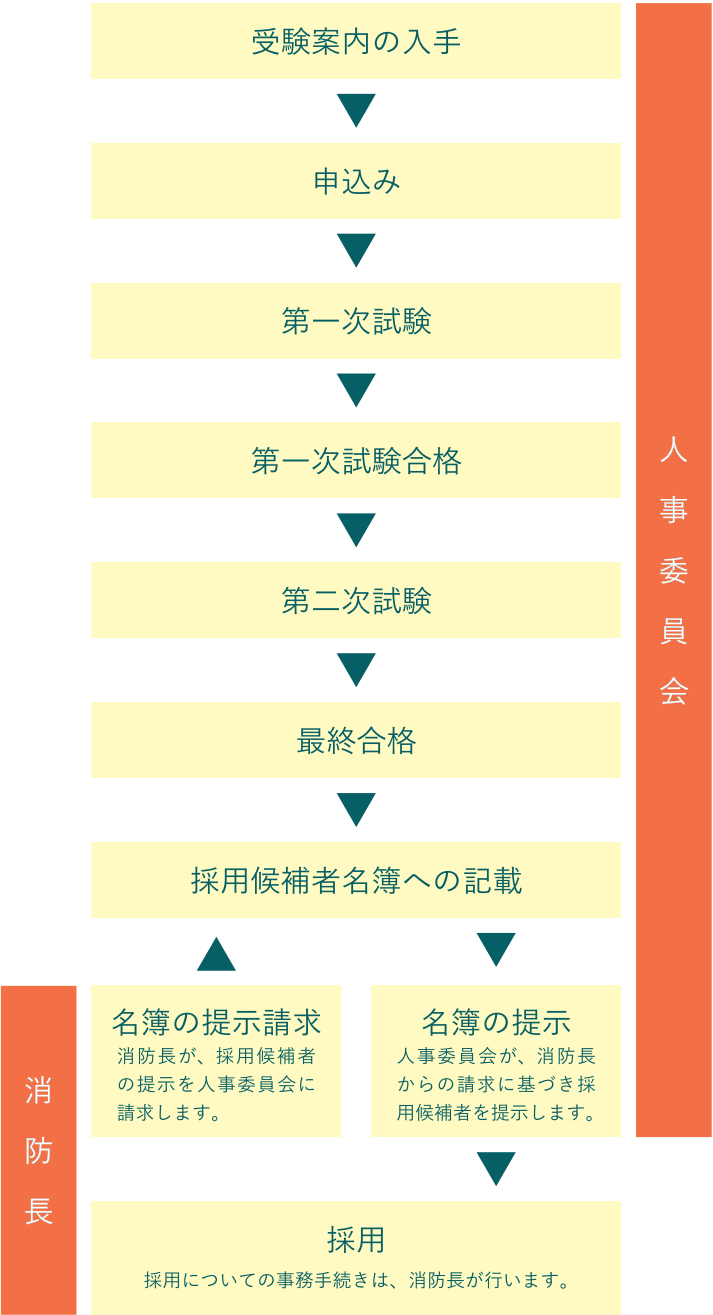 受験案内の入手
申込み
第一次試験
第一次試験合格
第二次試験
最終合格
採用候補者名簿への記載
人事委員会
名簿の提示請求
消防長が、採用候補者
の提示を人事委員会に
請求します。
名簿の提示
人事委員会が、消防長
からの請求に基づき採
用候補者を提示します。
消防長
採用
採用についての事務手続きは、消防長が行います。